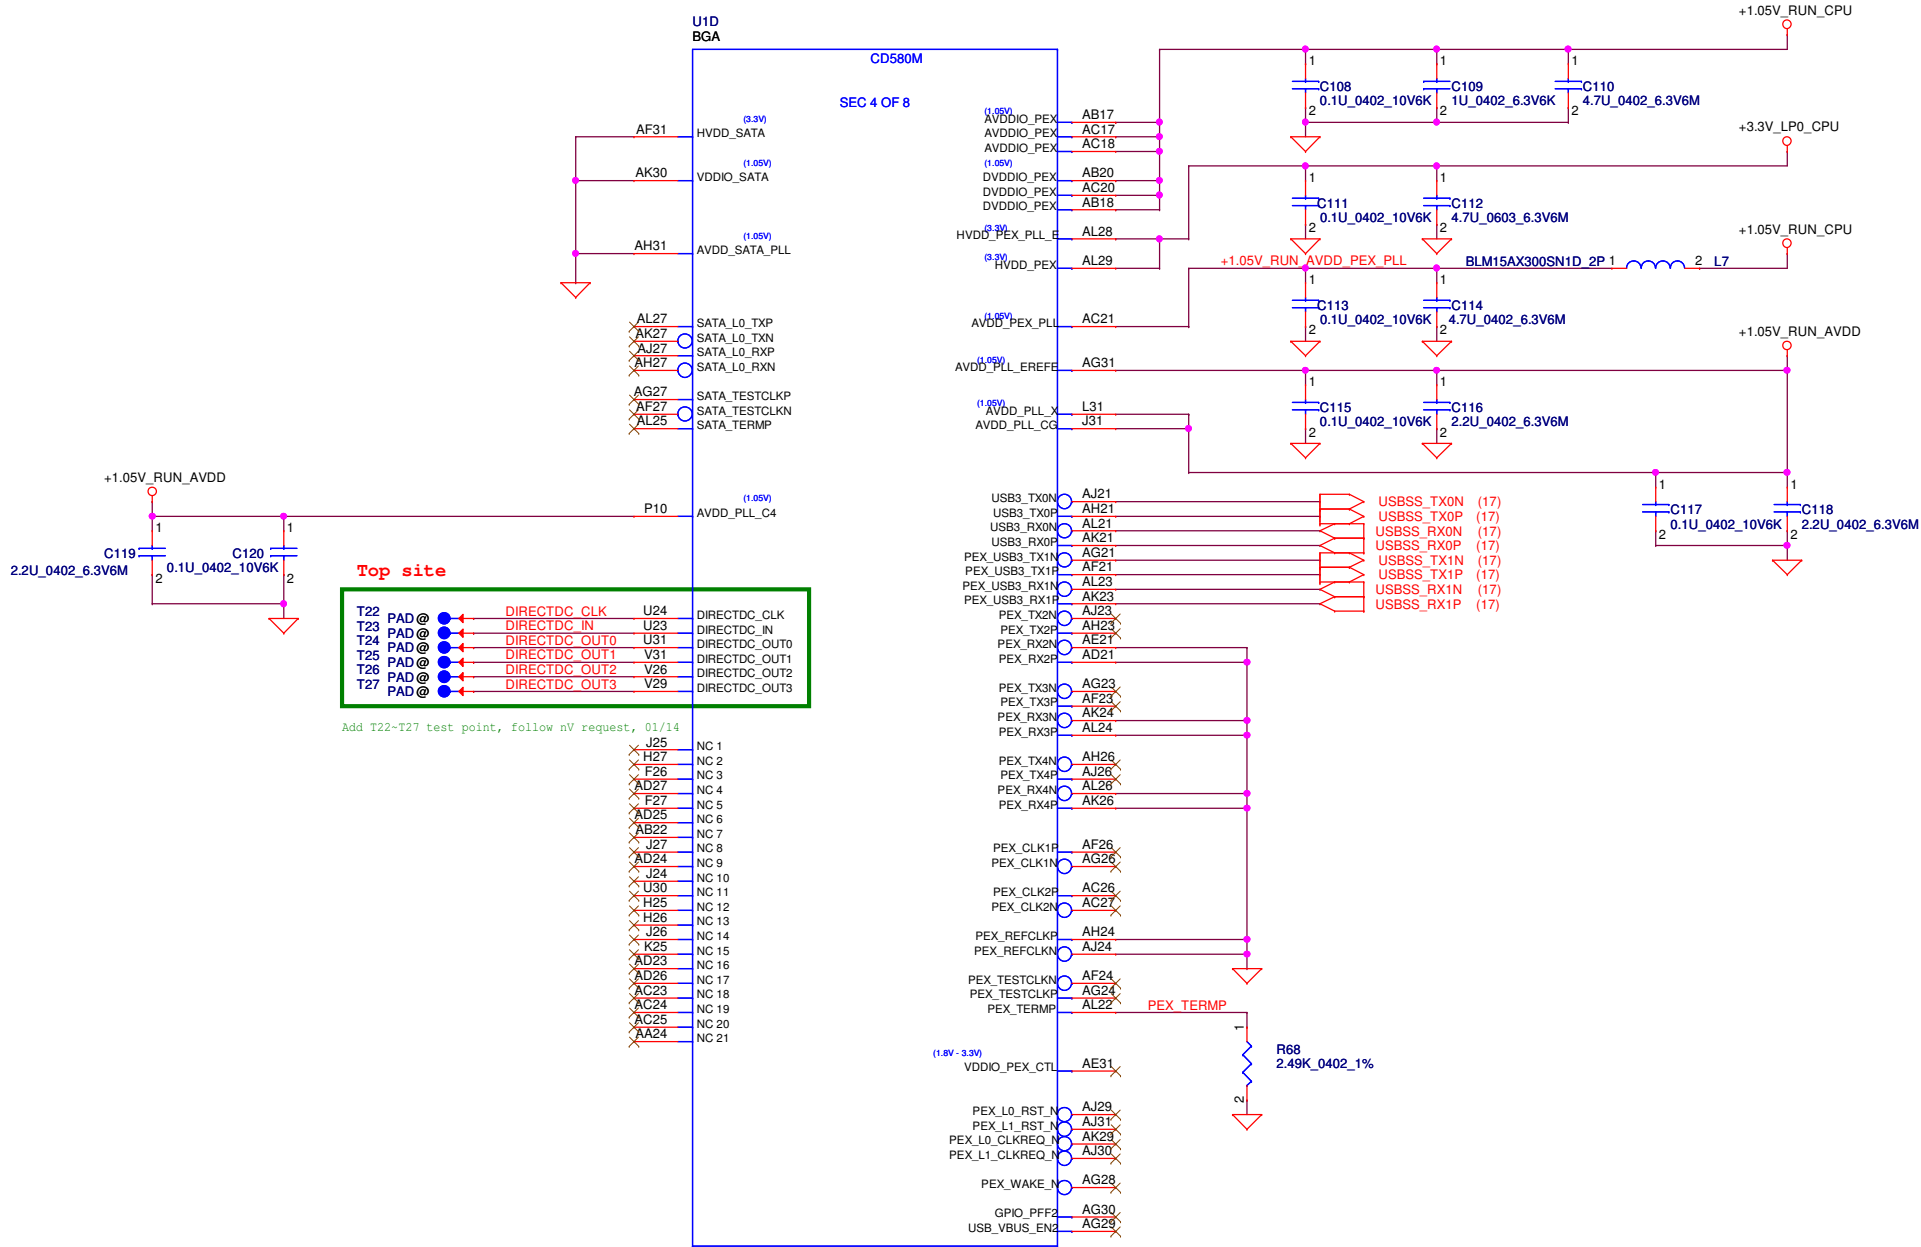 U1D
BGA
CD580M
SEC 4 OF 8
AF31 HVDD_SATA (3.3V)
AK30 VDDIO_SATA (1.05V)
AH31 AVDD_SATA_PLL (1.05V)
AL27 SATA_L0_TXP
AK27 SATA_L0_TXN
AJ27 SATA_L0_RXP
AH27 SATA_L0_RXN
AG27 SATA_TESTCLKP
AF27 SATA_TESTCLKN
AL25 SATA_TERMP
+1.05V_RUN_AVDD
P10 AVDD_PLL_C4 (1.05V)
1 1
C119 2.2U_0402_6.3V6M
C120 0.1U_0402_10V6K
2 2
Top site
T22 PAD@ DIRECTDC_CLK U24 DIRECTDC_CLK
T23 PAD@ DIRECTDC_IN U23 DIRECTDC_IN
T24 PAD@ DIRECTDC_OUT0 U31 DIRECTDC_OUT0
T25 PAD@ DIRECTDC_OUT1 V31 DIRECTDC_OUT1
T26 PAD@ DIRECTDC_OUT2 V26 DIRECTDC_OUT2
T27 PAD@ DIRECTDC_OUT3 V29 DIRECTDC_OUT3
Add T22~T27 test point, follow nV request, 01/14
J25 NC 1
H27 NC 2
F26 NC 3
AD27 NC 4
F27 NC 5
AD25 NC 6
AB22 NC 7
J27 NC 8
AD24 NC 9
J24 NC 10
U30 NC 11
H25 NC 12
H26 NC 13
J26 NC 14
K25 NC 15
AD23 NC 16
AD26 NC 17
AC23 NC 18
AC24 NC 19
AC25 NC 20
AA24 NC 21
(1.05V)
AVDDIO_PEX AB17
AVDDIO_PEX AC17
AVDDIO_PEX AC18
(1.05V)
DVDDIO_PEX AB20
DVDDIO_PEX AC20
DVDDIO_PEX AB18
(3.3V)
HVDD_PEX_PLL_E AL28
(3.3V)
HVDD_PEX AL29
(1.05V)
AVDD_PEX_PLL AC21
(1.05V)
AVDD_PLL_EREFE AG31
(1.05V)
AVDD_PLL_X L31
AVDD_PLL_CG J31
USB3_TX0N AJ21 USBSS_TX0N (17)
USB3_TX0P AH21 USBSS_TX0P (17)
USB3_RX0N AL21 USBSS_RX0N (17)
USB3_RX0P AK21 USBSS_RX0P (17)
PEX_USB3_TX1N AG21 USBSS_TX1N (17)
PEX_USB3_TX1P AF21 USBSS_TX1P (17)
PEX_USB3_RX1N AL23 USBSS_RX1N (17)
PEX_USB3_RX1P AK23 USBSS_RX1P (17)
PEX_TX2N AJ23
PEX_TX2P AH23
PEX_RX2N AE21
PEX_RX2P AD21
PEX_TX3N AG23
PEX_TX3P AF23
PEX_RX3N AK24
PEX_RX3P AL24
PEX_TX4N AH26
PEX_TX4P AJ26
PEX_RX4N AL26
PEX_RX4P AK26
PEX_CLK1P AF26
PEX_CLK1N AG26
PEX_CLK2P AC26
PEX_CLK2N AC27
PEX_REFCLKP AH24
PEX_REFCLKN AJ24
PEX_TESTCLKN AF24
PEX_TESTCLKP AG24
PEX_TERMP AL22 PEX_TERMP
1
R68
2.49K_0402_1%
2
(1.8V - 3.3V)
VDDIO_PEX_CTL AE31
PEX_L0_RST_N AJ29
PEX_L1_RST_N AJ31
PEX_L0_CLKREQ_N AK29
PEX_L1_CLKREQ_N AJ30
PEX_WAKE_N AG28
GPIO_PFF2 AG30
USB_VBUS_EN2 AG29
+1.05V_RUN_CPU
1 1 1
C108 0.1U_0402_10V6K
C109 1U_0402_6.3V6K
C110 4.7U_0402_6.3V6M
2 2 2
+3.3V_LP0_CPU
1 1
C111 0.1U_0402_10V6K
C112 4.7U_0603_6.3V6M
2 2
+1.05V_RUN_CPU
+1.05V_RUN_AVDD_PEX_PLL BLM15AX300SN1D_2P 1 2 L7
1 1
C113 0.1U_0402_10V6K
C114 4.7U_0402_6.3V6M
2 2
+1.05V_RUN_AVDD
1 1
C115 0.1U_0402_10V6K
C116 2.2U_0402_6.3V6M
2 2
1 1
C117 0.1U_0402_10V6K
C118 2.2U_0402_6.3V6M
2 2